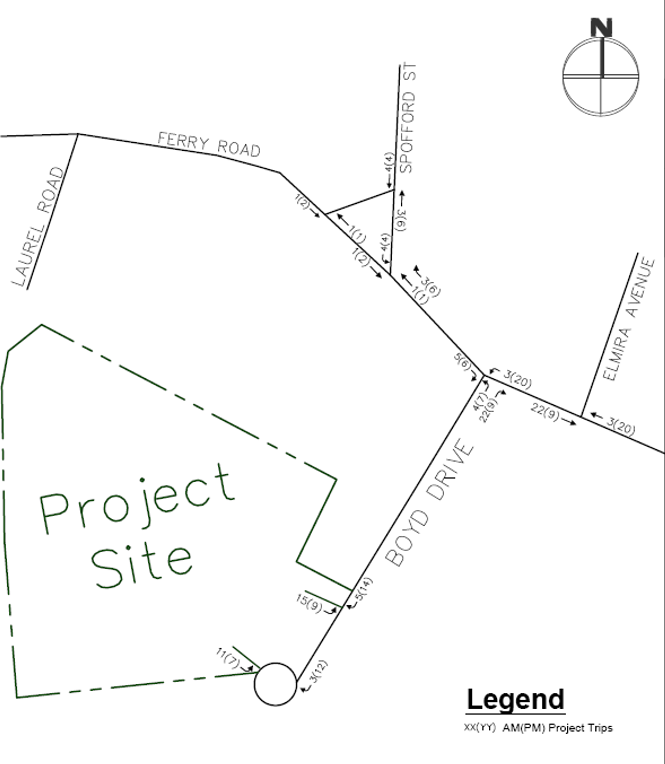 N
SPOFFORD ST
FERRY ROAD
LAUREL ROAD
4(4)
1(2)
1(1)
3(6)
4(4)
1(2)
3(6)
1(1)
ELMIRA AVENUE
5(6)
3(20)
4(7)
22(9)
22(9)
3(20)
BOYD DRIVE
Project
Site
15(9)
5(14)
11(7)
3(12)
Legend
XX(YY) AM(PM) Project Trips